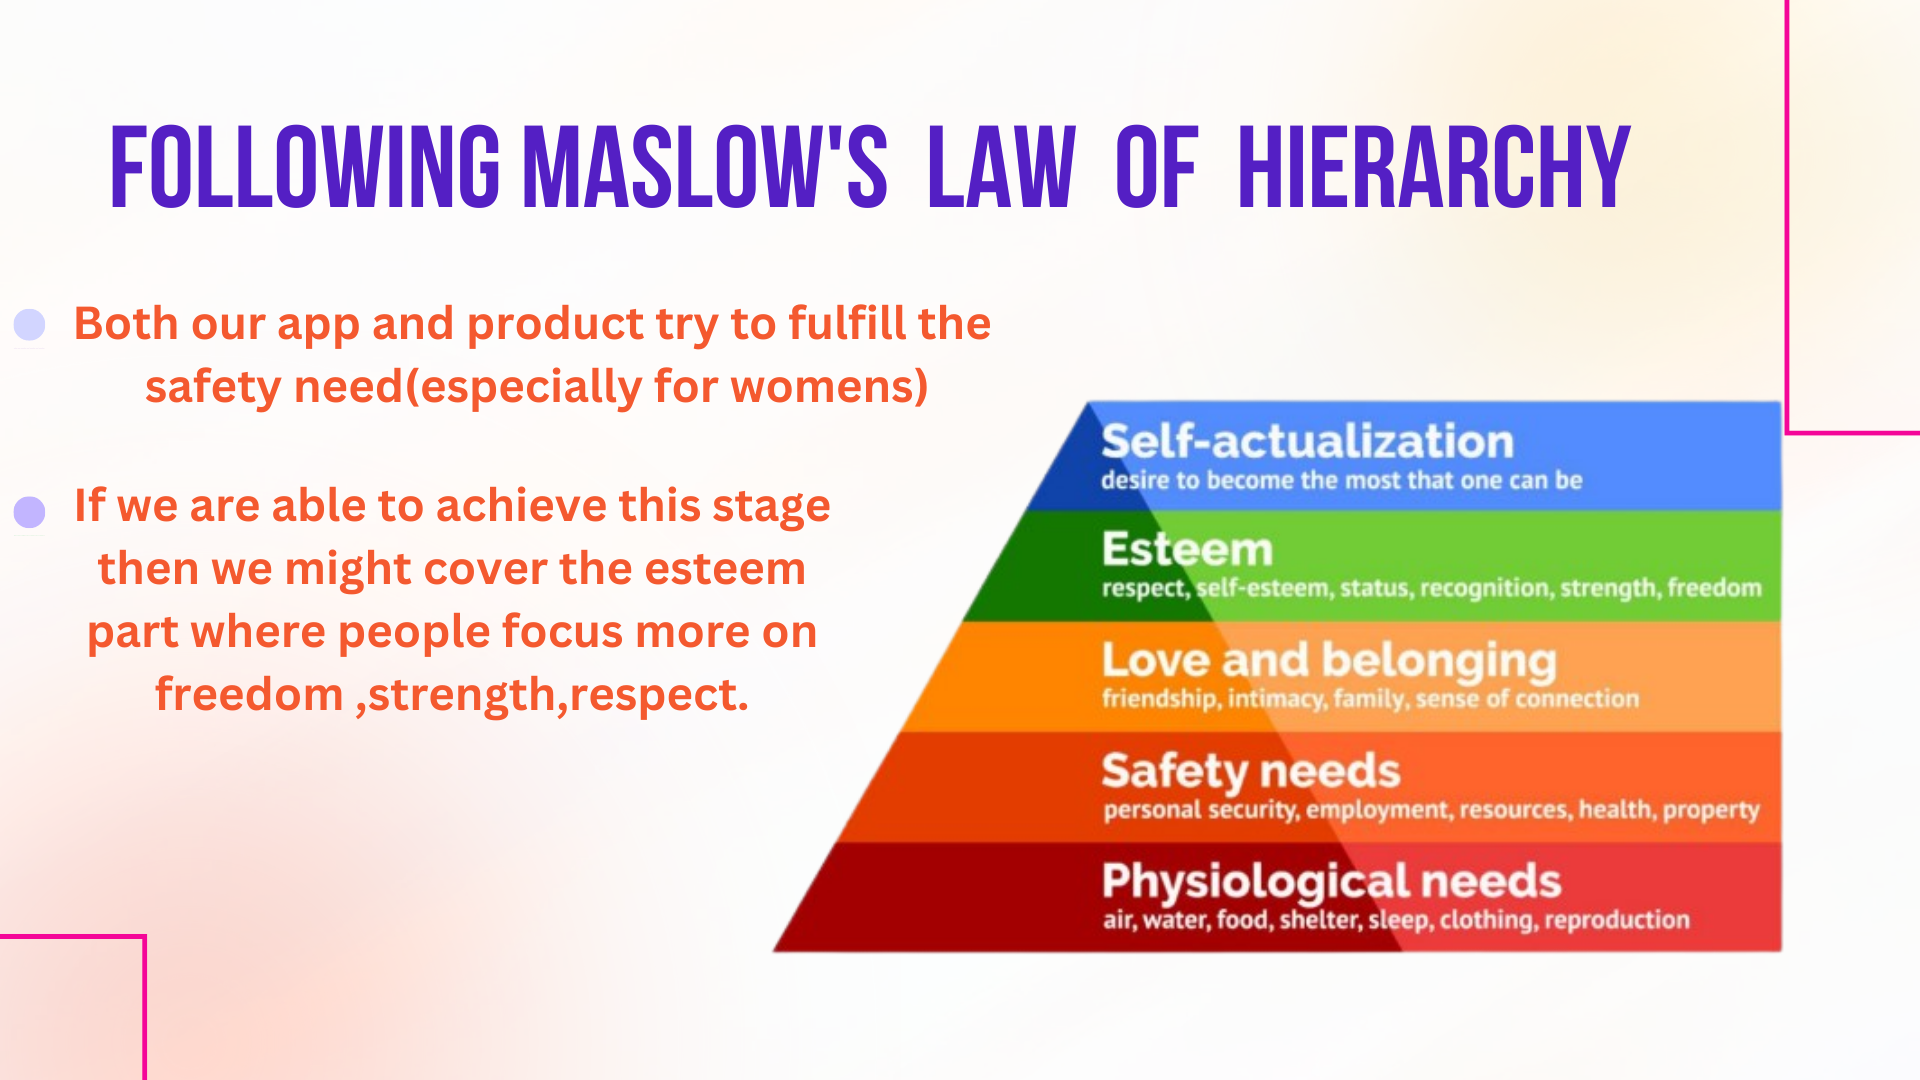 FOLLOWING MASLOW'S LAW OF HIERARCHY
Both our app and product try to fulfill the
safety need(especially for womens)
If we are able to achieve this stage
then we might cover the esteem
part where people focus more on
freedom ,strength,respect.
Self-actualization
desire to become the most that one can be
Esteem
respect, self-esteem, status, recognition, strength, freedom
Love and belonging
friendship, intimacy, family, sense of connection
Safety needs
personal security, employment, resources, health, property
Physiological needs
air, water, food, shelter, sleep, clothing, reproduction